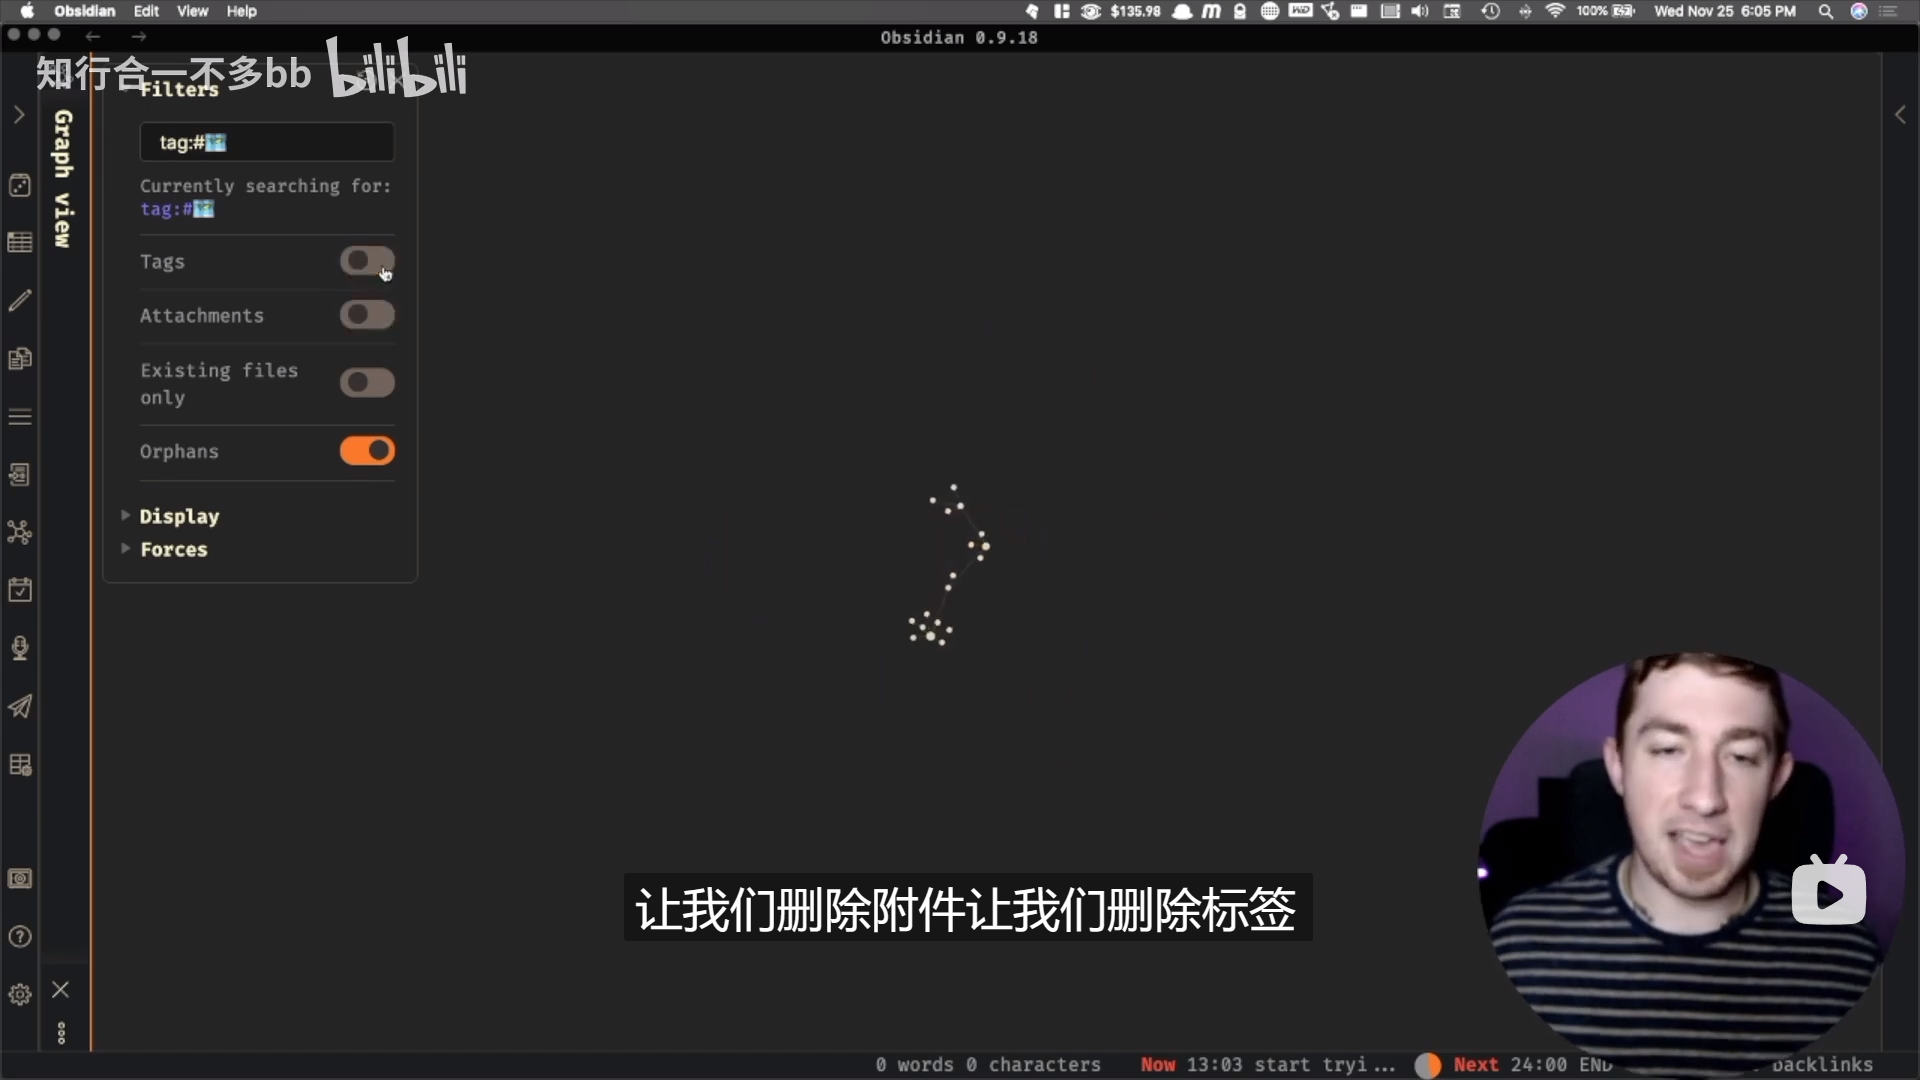 Obsidian Edit View Help
$135.98
100%
Wed Nov 25 6:05 PM
Obsidian 0.9.18
知行合一不多bb bilibili
Graph view
Filters
tag:#🗺️
Currently searching for:
tag:#🗺️
Tags
Attachments
Existing files
only
Orphans
Display
Forces
让我们删除附件让我们删除标签
0 words 0 characters
Now 13:03 start tryi...
Next 24:00 END
backlinks